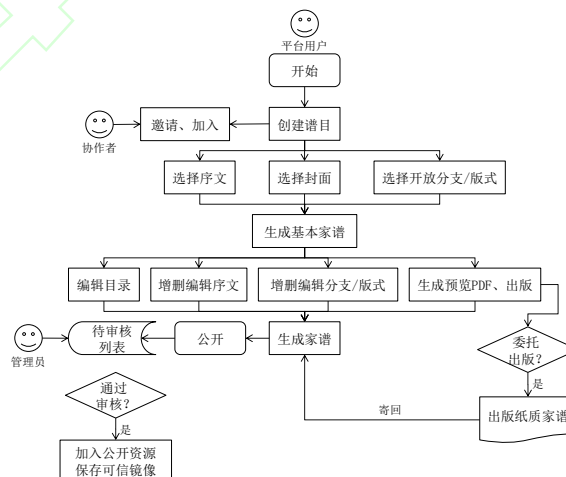 平台用户
开始
邀请、加入
创建谱目
协作者
选择序文
选择封面
选择开放分支/版式
生成基本家谱
编辑目录
增删编辑序文
增删编辑分支/版式
生成预览PDF、出版
管理员
待审核
列表
公开
生成家谱
委托
出版?
通过
审核?
是
寄回
是
出版纸质家谱
加入公开资源
保存可信镜像